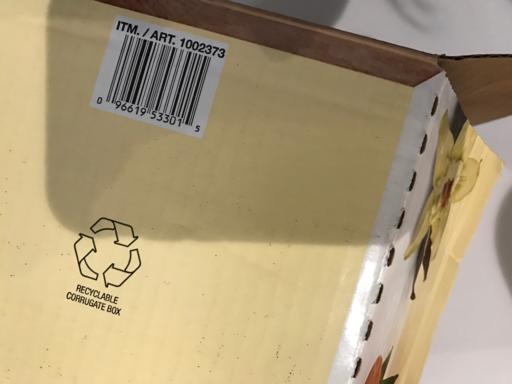 ITM. / ART. 1002373
0 96619 53301 5
RECYCLABLE
CORRUGATE BOX